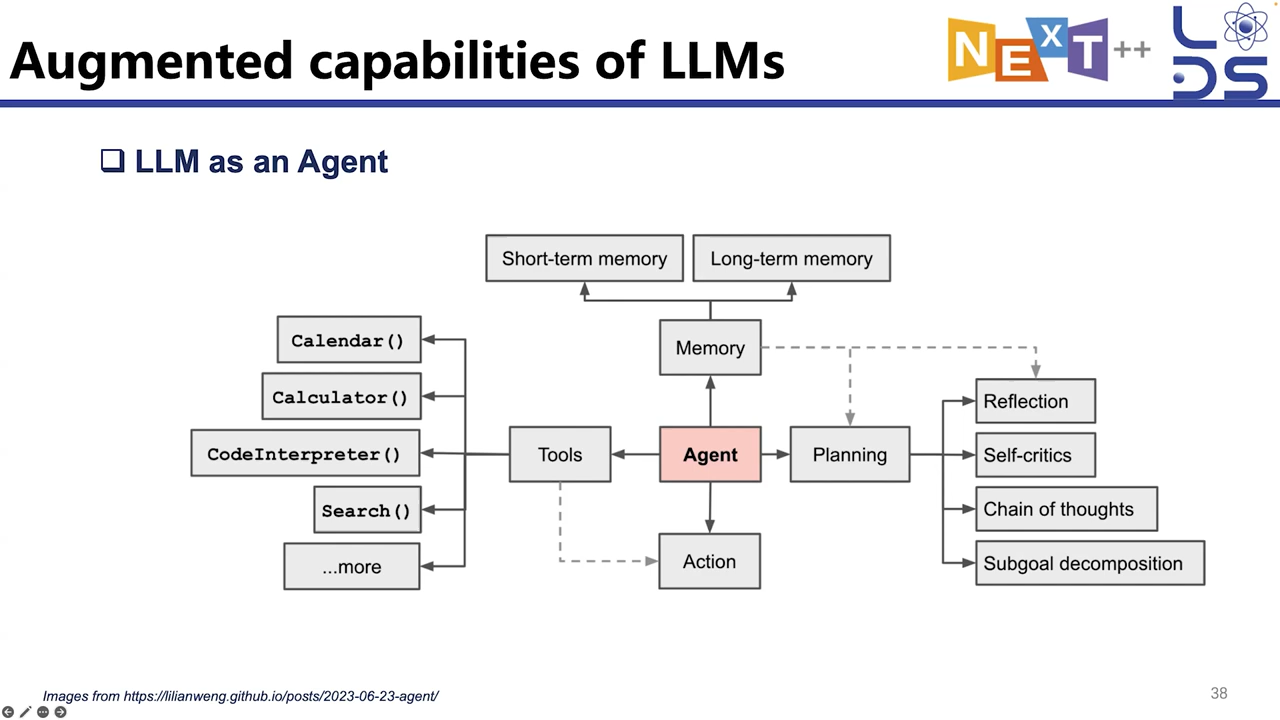 Augmented capabilities of LLMs
NExT++
LDS
LLM as an Agent
Short-term memory
Long-term memory
Calendar()
Memory
Calculator()
Reflection
CodeInterpreter()
Tools
Agent
Planning
Self-critics
Search()
Chain of thoughts
...more
Action
Subgoal decomposition
Images from https://lilianweng.github.io/posts/2023-06-23-agent/
38